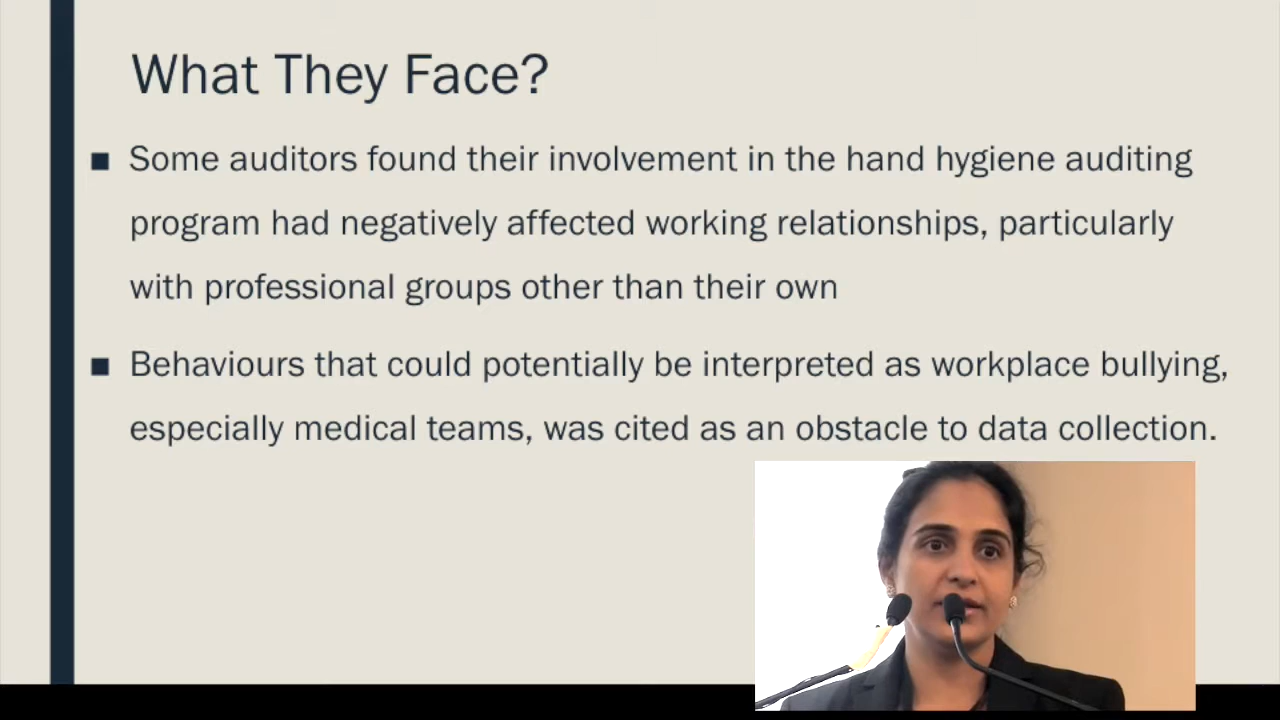 What They Face?
■ Some auditors found their involvement in the hand hygiene auditing
program had negatively affected working relationships, particularly
with professional groups other than their own
■ Behaviours that could potentially be interpreted as workplace bullying,
especially medical teams, was cited as an obstacle to data collection.